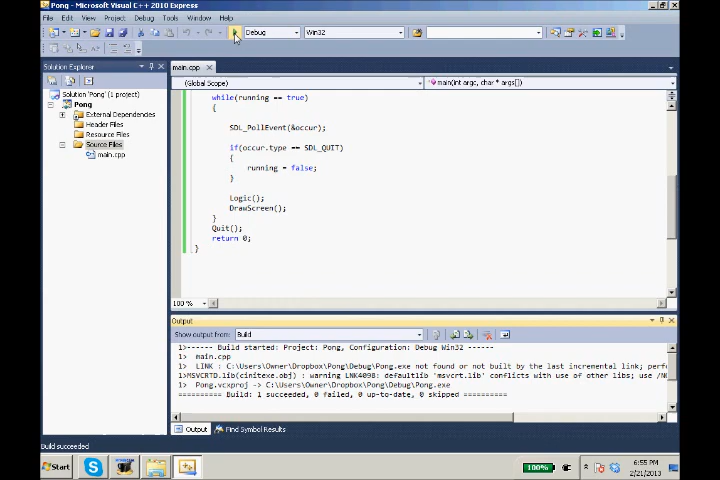 Pong - Microsoft Visual C++ 2010 Express
File Edit View Project Debug Tools Window Help
Debug Win32
Solution Explorer
Solution 'Pong' (1 project)
Pong
External Dependencies
Header Files
Resource Files
Source Files
main.cpp
main.cpp
(Global Scope) main(int argc, char * args[])
while(running == true)
{
SDL_PollEvent(&occur);
if(occur.type == SDL_QUIT)
{
running = false;
}
Logic();
DrawScreen();
}
Quit();
return 0;
}
100 %
Output
Show output from: Build
1>------ Build started: Project: Pong, Configuration: Debug Win32 ------
1> main.cpp
1> LINK : C:\Users\Owner\Dropbox\Pong\Debug\Pong.exe not found or not built by the last incremental link; perf
1>MSVCRTD.lib(cinitexe.obj) : warning LNK4098: defaultlib 'msvcrt.lib' conflicts with use of other libs; use /N
1> Pong.vcxproj -> C:\Users\Owner\Dropbox\Pong\Debug\Pong.exe
========== Build: 1 succeeded, 0 failed, 0 up-to-date, 0 skipped ==========
Output Find Symbol Results
Build succeeded
Start
100%
6:55 PM
2/21/2013